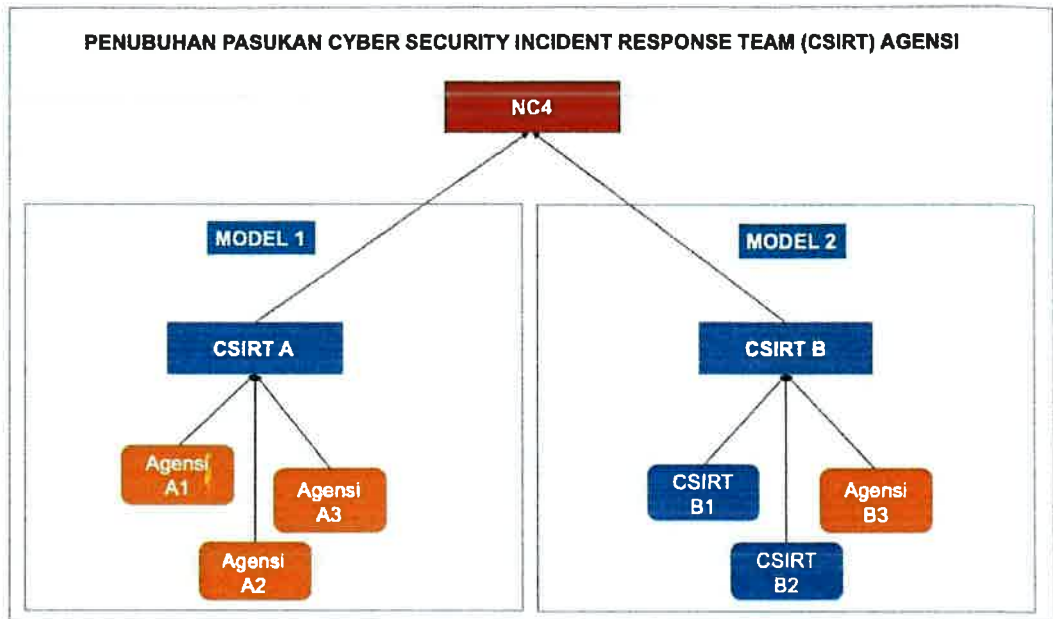 PENUBUHAN PASUKAN CYBER SECURITY INCIDENT RESPONSE TEAM (CSIRT) AGENSI
NC4
MODEL 1
CSIRT A
Agensi
A1
Agensi
A3
Agensi
A2
MODEL 2
CSIRT B
CSIRT
B1
Agensi
B3
CSIRT
B2